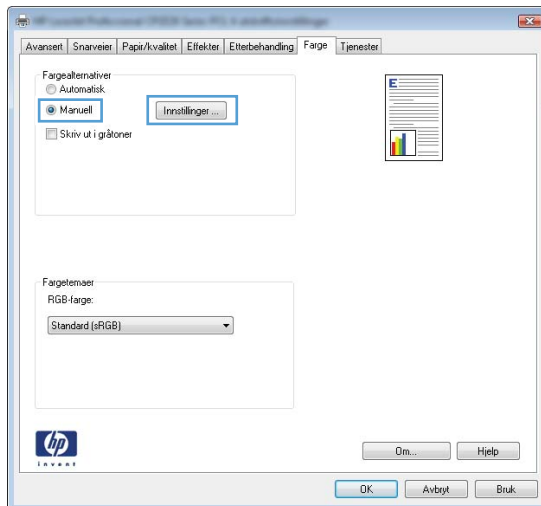 Avansert Snarveier Papir/kvalitet Effekter Etterbehandling Farge Tjenester
Fargealternativer
Automatisk
Manuell Innstillinger ...
Skriv ut i gråtoner
E
Fargetemaer
RGB-farge:
Standard (sRGB)
hp
invent
Om... Hjelp
OK Avbryt Bruk